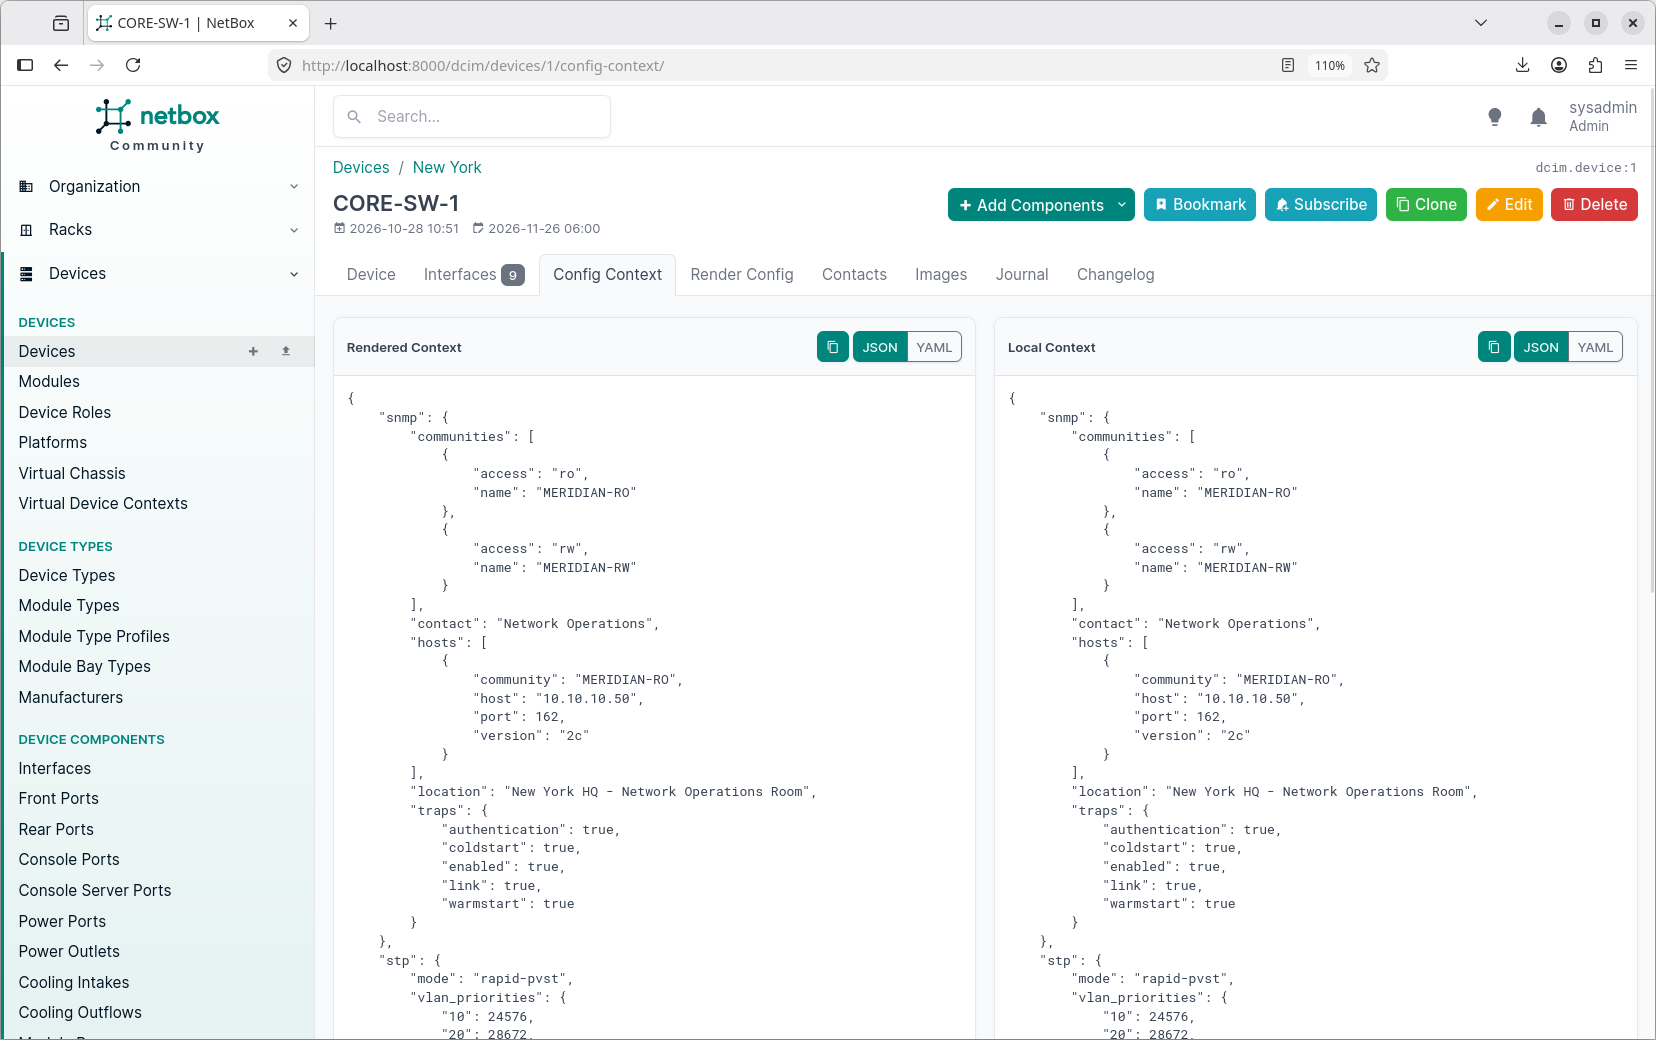 CORE-SW-1 | NetBox
http://localhost:8000/dcim/devices/1/config-context/
110%
netbox
Community
Search...
sysadmin
Admin
Organization
Racks
Devices
DEVICES
Devices
Modules
Device Roles
Platforms
Virtual Chassis
Virtual Device Contexts
DEVICE TYPES
Device Types
Module Types
Module Type Profiles
Module Bay Types
Manufacturers
DEVICE COMPONENTS
Interfaces
Front Ports
Rear Ports
Console Ports
Console Server Ports
Power Ports
Power Outlets
Cooling Intakes
Cooling Outflows
Devices / New York
dcim.device:1
CORE-SW-1
2026-10-28 10:51 2026-11-26 06:00
Add Components
Bookmark
Subscribe
Clone
Edit
Delete
Device
Interfaces 9
Config Context
Render Config
Contacts
Images
Journal
Changelog
Rendered Context
JSON YAML
{
"snmp": {
"communities": [
{
"access": "ro",
"name": "MERIDIAN-RO"
},
{
"access": "rw",
"name": "MERIDIAN-RW"
}
],
"contact": "Network Operations",
"hosts": [
{
"community": "MERIDIAN-RO",
"host": "10.10.10.50",
"port": 162,
"version": "2c"
}
],
"location": "New York HQ - Network Operations Room",
"traps": {
"authentication": true,
"coldstart": true,
"enabled": true,
"link": true,
"warmstart": true
}
},
"stp": {
"mode": "rapid-pvst",
"vlan_priorities": {
"10": 24576,
"20": 28672,
Local Context
JSON YAML
{
"snmp": {
"communities": [
{
"access": "ro",
"name": "MERIDIAN-RO"
},
{
"access": "rw",
"name": "MERIDIAN-RW"
}
],
"contact": "Network Operations",
"hosts": [
{
"community": "MERIDIAN-RO",
"host": "10.10.10.50",
"port": 162,
"version": "2c"
}
],
"location": "New York HQ - Network Operations Room",
"traps": {
"authentication": true,
"coldstart": true,
"enabled": true,
"link": true,
"warmstart": true
}
},
"stp": {
"mode": "rapid-pvst",
"vlan_priorities": {
"10": 24576,
"20": 28672,